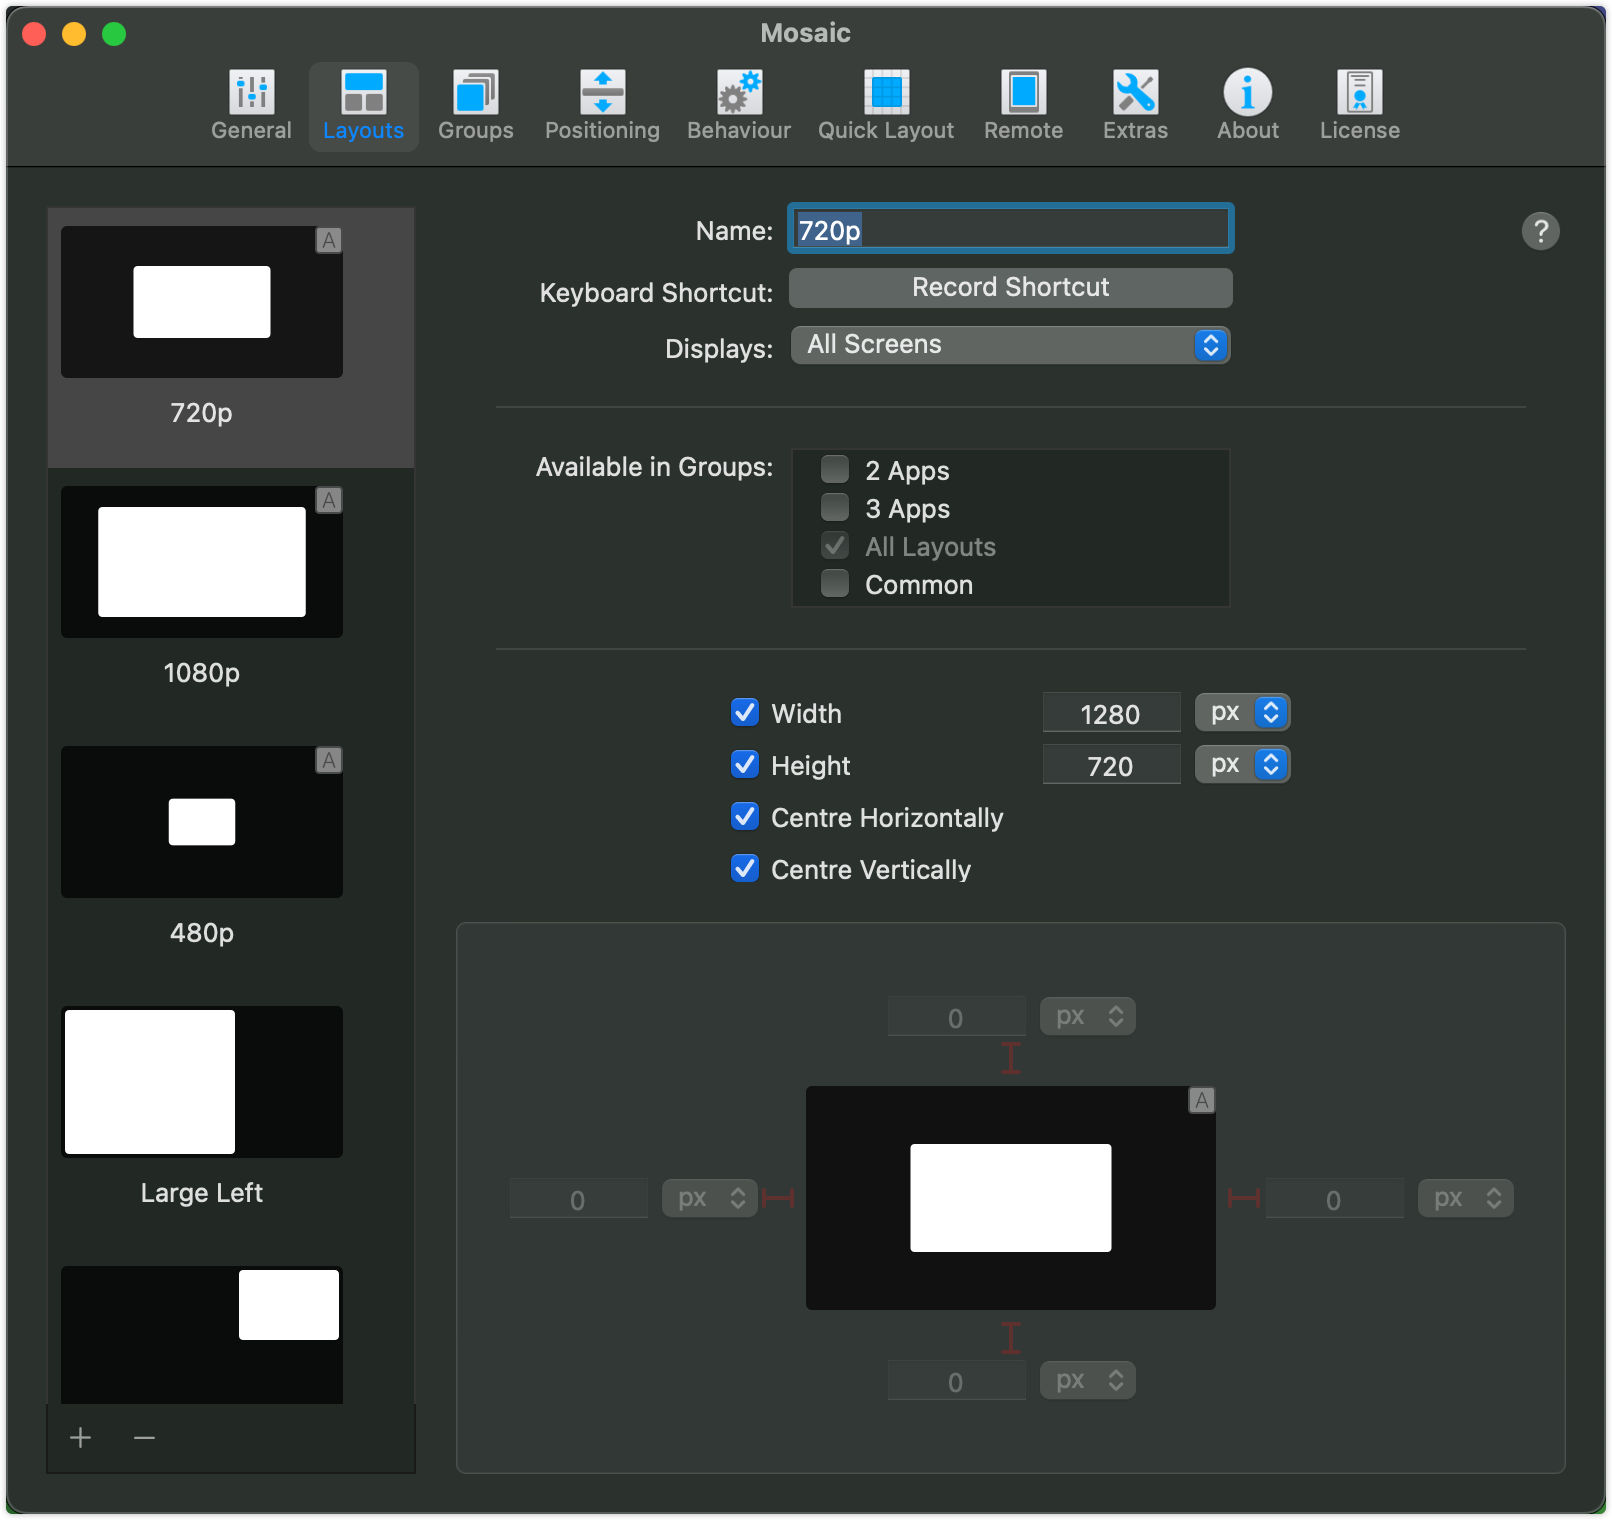 Mosaic
General
Layouts
Groups
Positioning
Behaviour
Quick Layout
Remote
Extras
About
License
A
720p
A
1080p
A
480p
Large Left
Name: 720p
?
Keyboard Shortcut: Record Shortcut
Displays: All Screens
Available in Groups:
2 Apps
3 Apps
All Layouts
Common
Width 1280 px
Height 720 px
Centre Horizontally
Centre Vertically
0 px
A
0 px
0 px
0 px